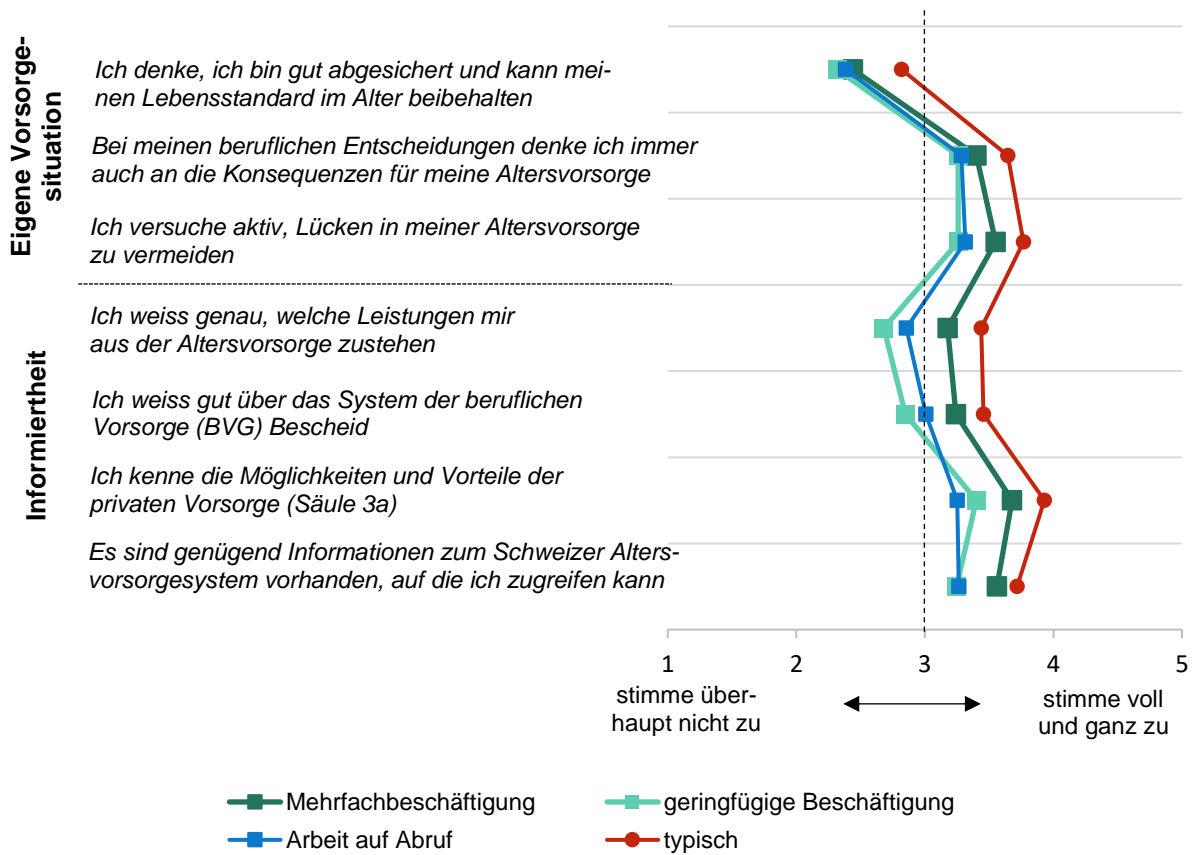 Eigene Vorsorge-
situation
Ich denke, ich bin gut abgesichert und kann mei-
nen Lebensstandard im Alter beibehalten
Bei meinen beruflichen Entscheidungen denke ich immer
auch an die Konsequenzen für meine Altersvorsorge
Ich versuche aktiv, Lücken in meiner Altersvorsorge
zu vermeiden
Informiertheit
Ich weiss genau, welche Leistungen mir
aus der Altersvorsorge zustehen
Ich weiss gut über das System der beruflichen
Vorsorge (BVG) Bescheid
Ich kenne die Möglichkeiten und Vorteile der
privaten Vorsorge (Säule 3a)
Es sind genügend Informationen zum Schweizer Alters-
vorsorgesystem vorhanden, auf die ich zugreifen kann
1 2 3 4 5
stimme über-
haupt nicht zu
stimme voll
und ganz zu
Mehrfachbeschäftigung
geringfügige Beschäftigung
Arbeit auf Abruf
typisch